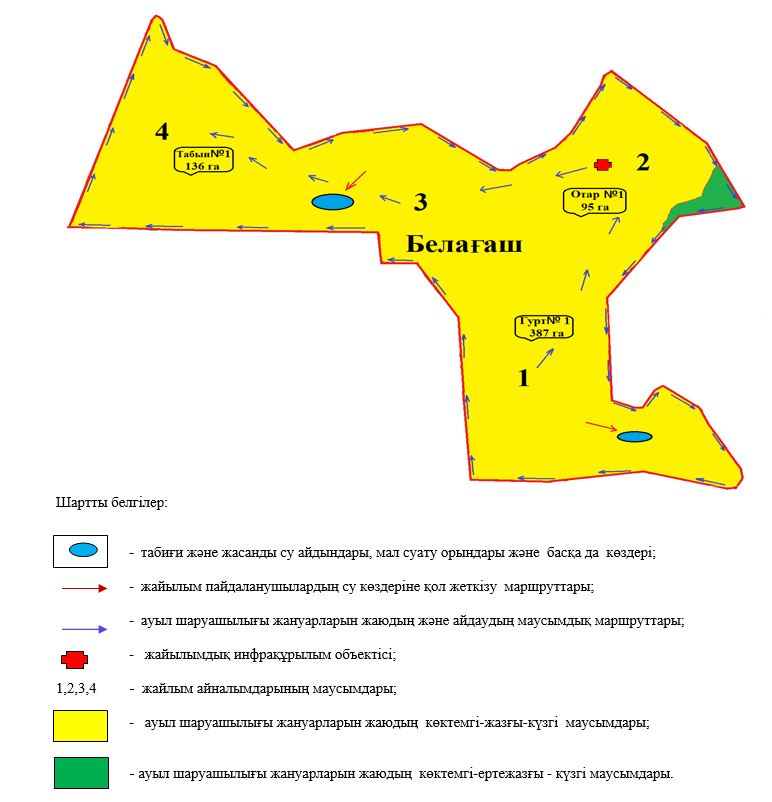 4
Табын№1
136 га
2
Отар №1
95 га
3
Белағаш
Гурт№ 1
387 га
1
Шартты белгілер:
- табиғи және жасанды су айдындары, мал суату орындары және басқа да көздері;
- жайылым пайдаланушылардың су көздеріне қол жеткізу маршруттары;
- ауыл шаруашылығы жануарларын жаюдың және айдаудың маусымдық маршруттары;
- жайылымдық инфрақұрылым объектісі;
1,2,3,4 - жайлым айналымдарының маусымдары;
- ауыл шаруашылығы жануарларын жаюдың көктемгі-жазғы-күзгі маусымдары;
- ауыл шаруашылығы жануарларын жаюдың көктемгі-ертежазғы - күзгі маусымдары.